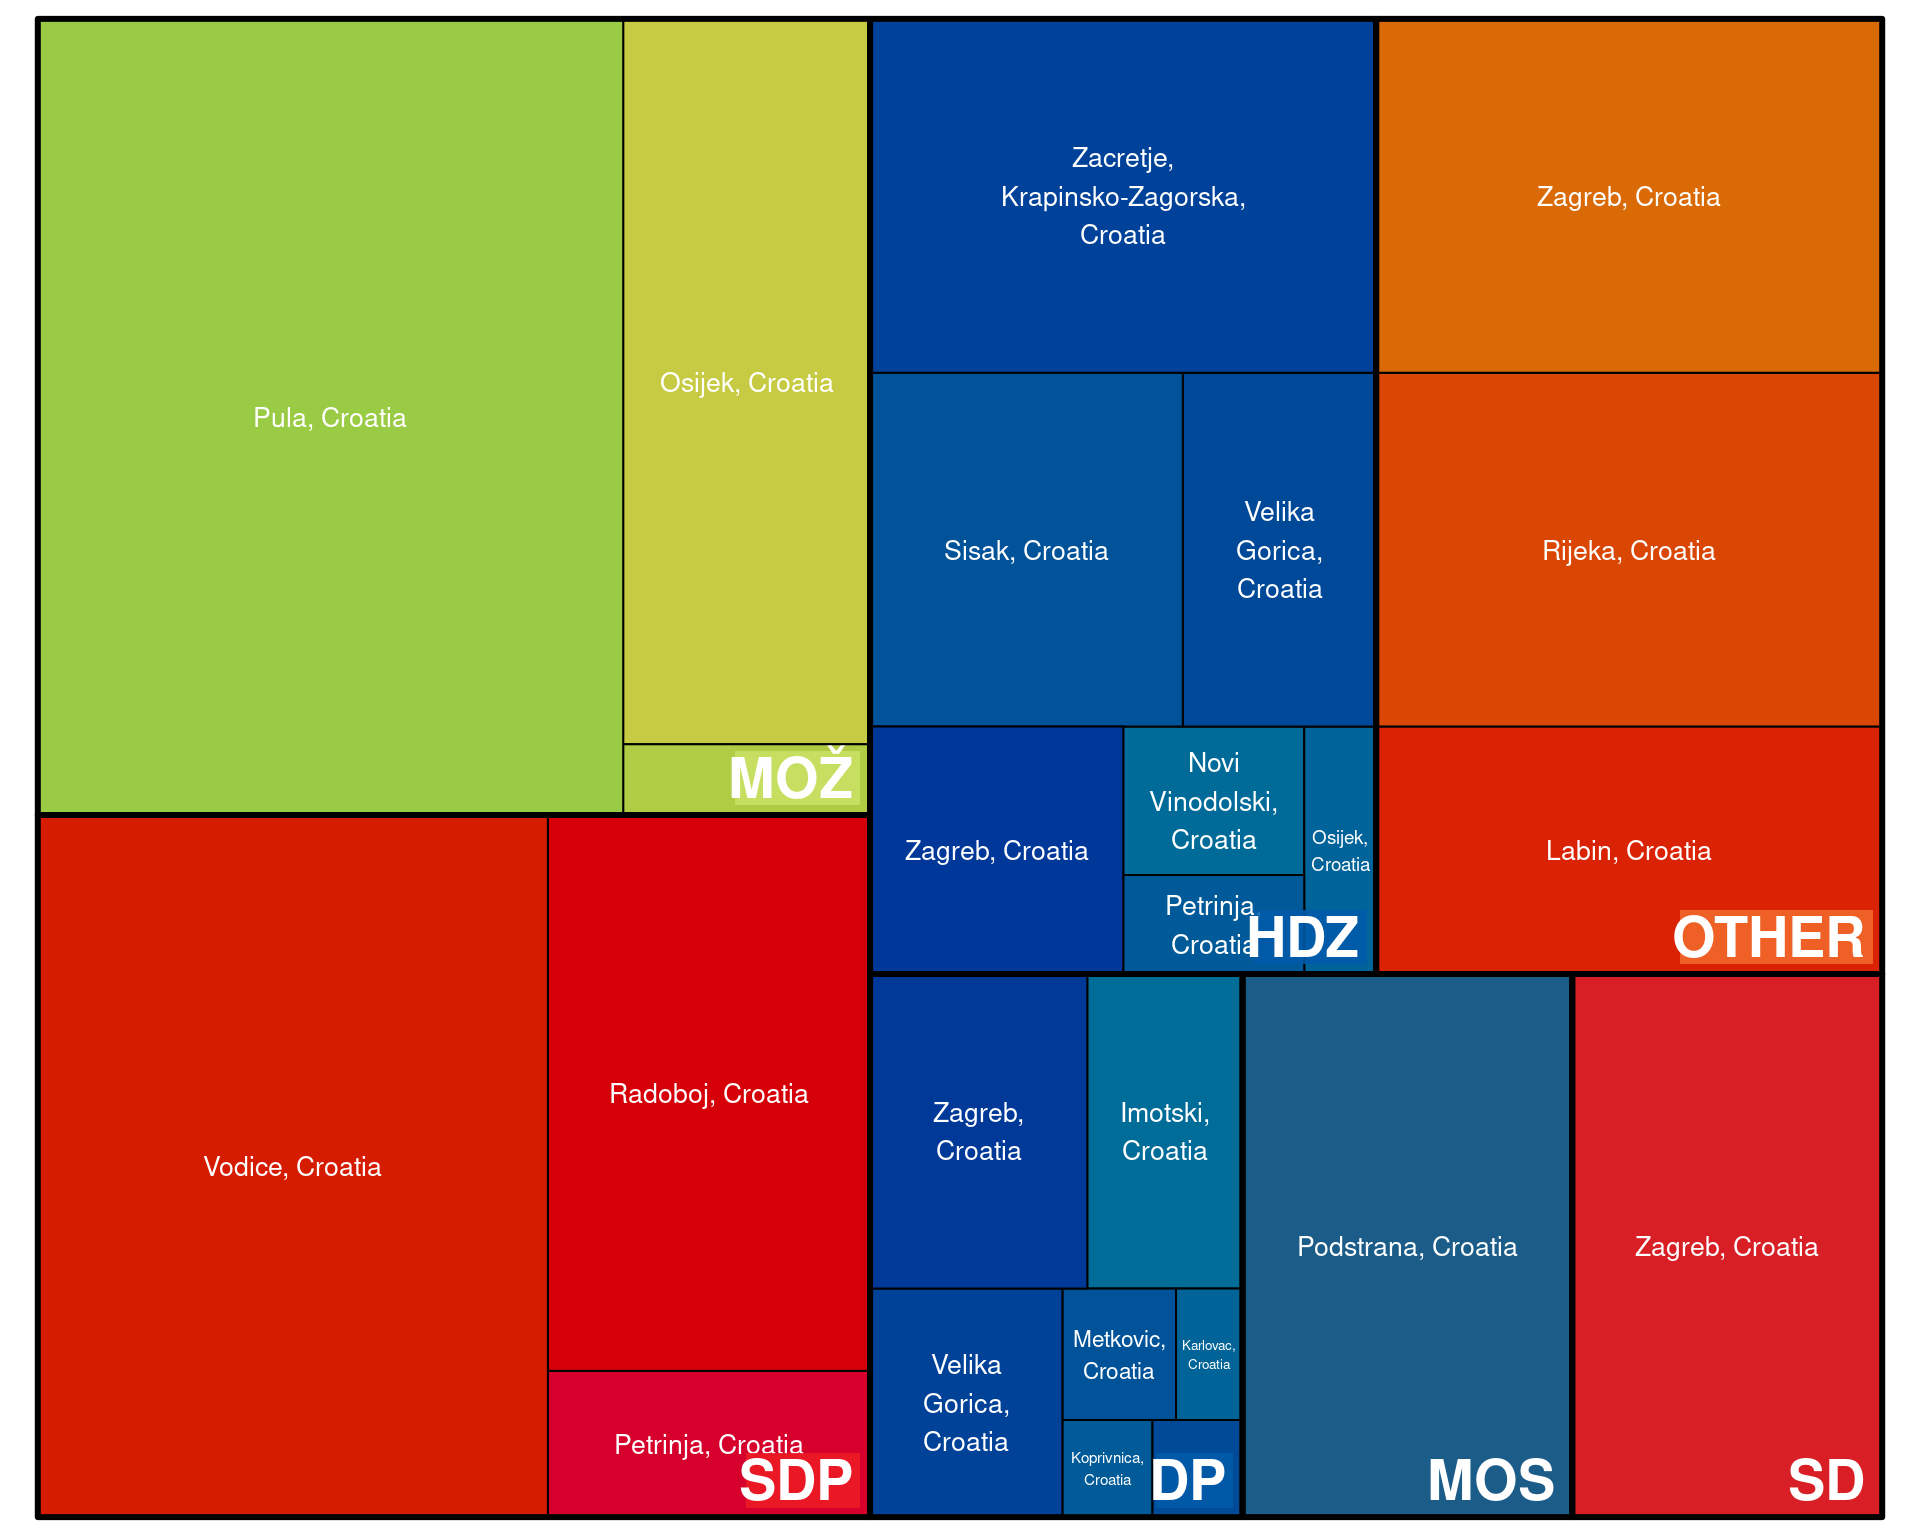 Pula, Croatia
Osijek, Croatia
MOŽ
Vodice, Croatia
Radoboj, Croatia
Petrinja, Croatia
SDP
Zacretje,
Krapinsko-Zagorska,
Croatia
Sisak, Croatia
Velika
Gorica,
Croatia
Zagreb, Croatia
Novi
Vinodolski,
Croatia
Osijek,
Croatia
Petrinja,
Croatia
HDZ
Zagreb, Croatia
Rijeka, Croatia
Labin, Croatia
OTHER
Zagreb,
Croatia
Imotski,
Croatia
Velika
Gorica,
Croatia
Metkovic,
Croatia
Karlovac,
Croatia
Koprivnica,
Croatia
DP
Podstrana, Croatia
MOS
Zagreb, Croatia
SD